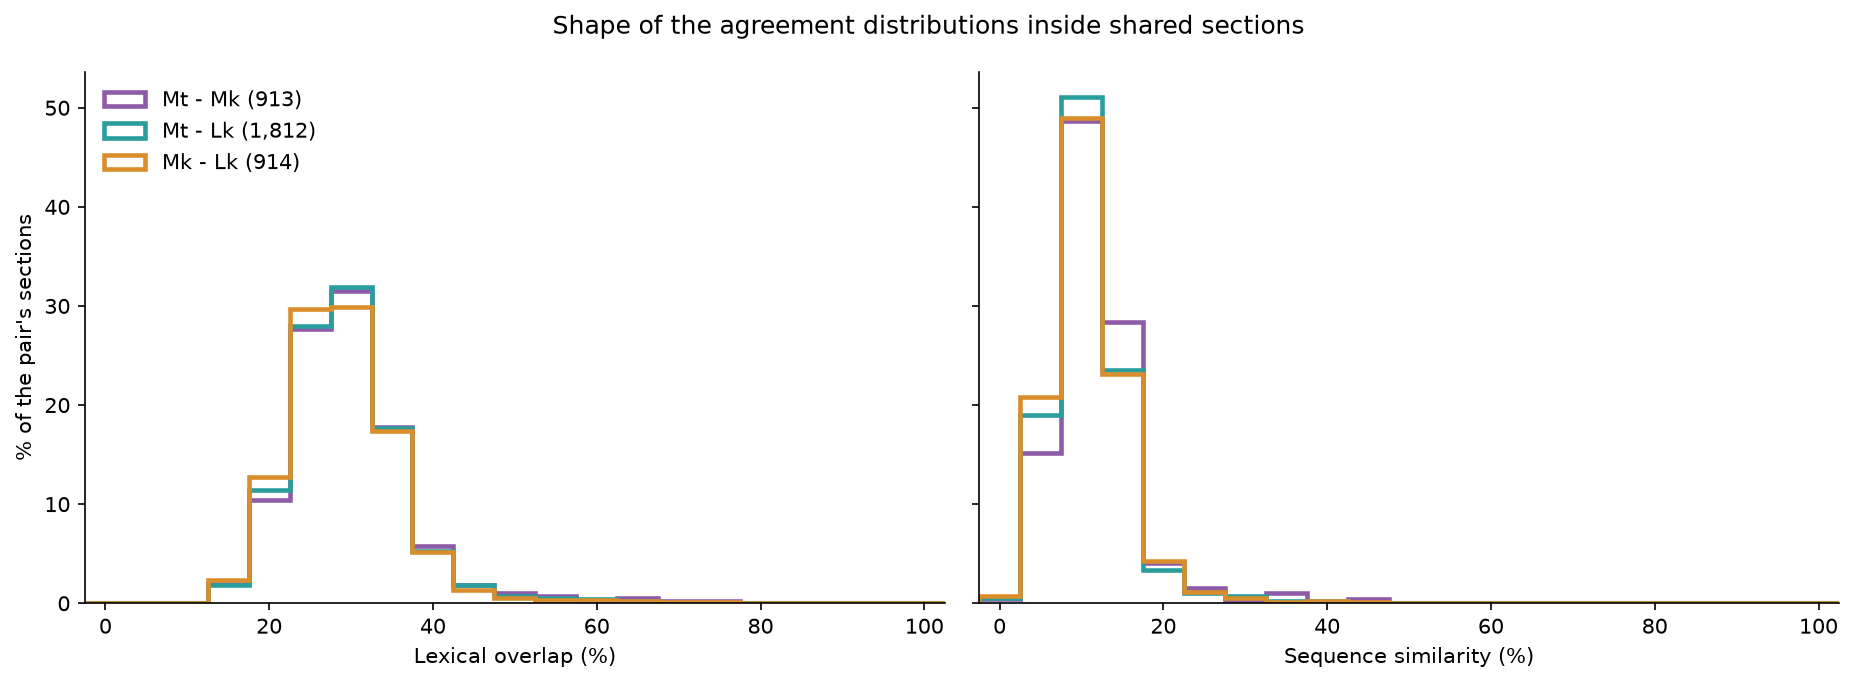 Shape of the agreement distributions inside shared sections
Mt - Mk (913)
Mt - Lk (1,812)
Mk - Lk (914)
% of the pair's sections
50
40
30
20
10
0
0 20 40 60 80 100
Lexical overlap (%)
0 20 40 60 80 100
Sequence similarity (%)